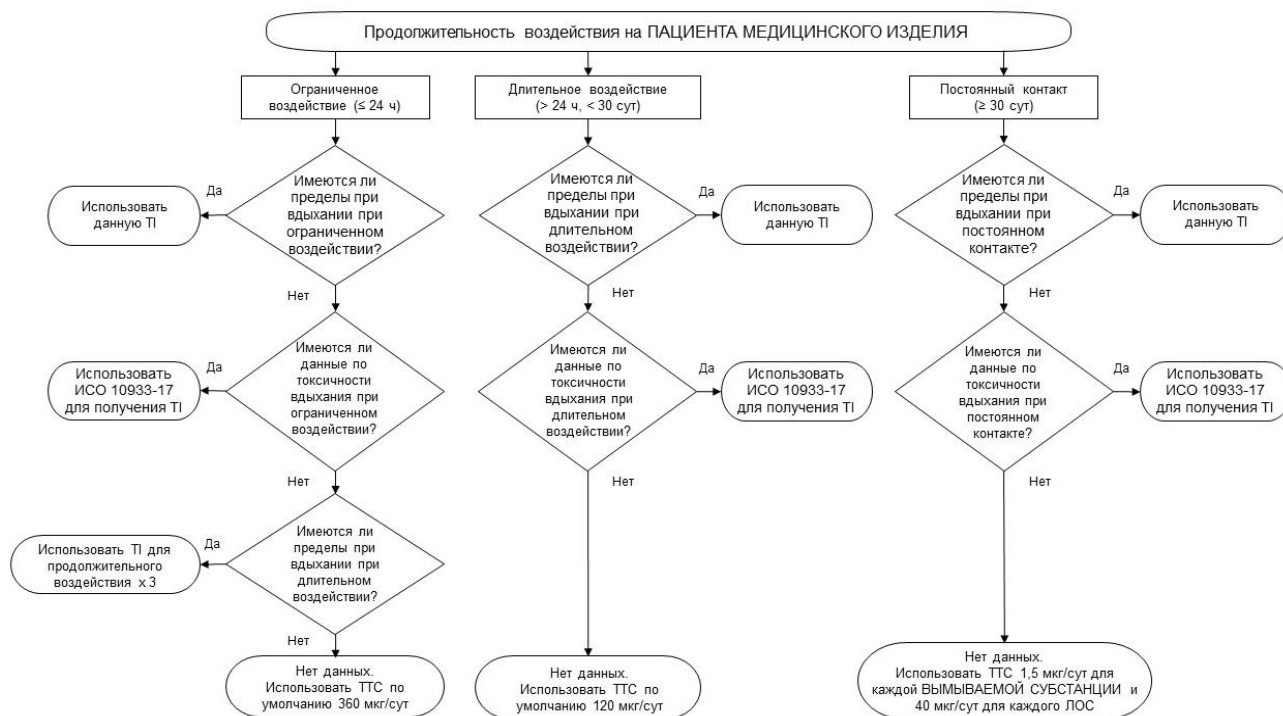 Продолжительность воздействия на ПАЦИЕНТА МЕДИЦИНСКОГО ИЗДЕЛИЯ
Ограниченное
воздействие (≤ 24 ч)
Длительное воздействие
(> 24 ч, < 30 сут)
Постоянный контакт
(≥ 30 сут)
Имеются ли
пределы при
вдыхании при
ограниченном
воздействии?
Да
Использовать
данную TI
Нет
Имеются ли
пределы при
вдыхании при
длительном
воздействии?
Да
Использовать
данную TI
Нет
Имеются ли
пределы при
вдыхании при
постоянном
контакте?
Да
Использовать
данную TI
Нет
Имеются ли
данные по
токсичности
вдыхания при
ограниченном
воздействии?
Да
Использовать
ИСО 10933-17
для получения TI
Нет
Имеются ли
данные по
токсичности
вдыхания при
длительном
воздействии?
Да
Использовать
ИСО 10933-17
для получения TI
Нет
Имеются ли
данные по
токсичности
вдыхания при
постоянном
контакте?
Да
Использовать
ИСО 10933-17
для получения TI
Нет
Имеются ли
пределы при
вдыхании при
длительном
воздействии?
Да
Использовать TI для
продолжительного
воздействия x 3
Нет
Нет данных.
Использовать ТТС по
умолчанию 360 мкг/сут
Нет данных.
Использовать ТТС по
умолчанию 120 мкг/сут
Нет данных.
Использовать ТТС 1,5 мкг/сут для
каждой ВЫМЫВАЕМОЙ СУБСТАНЦИИ и
40 мкг/сут для каждого ЛОС